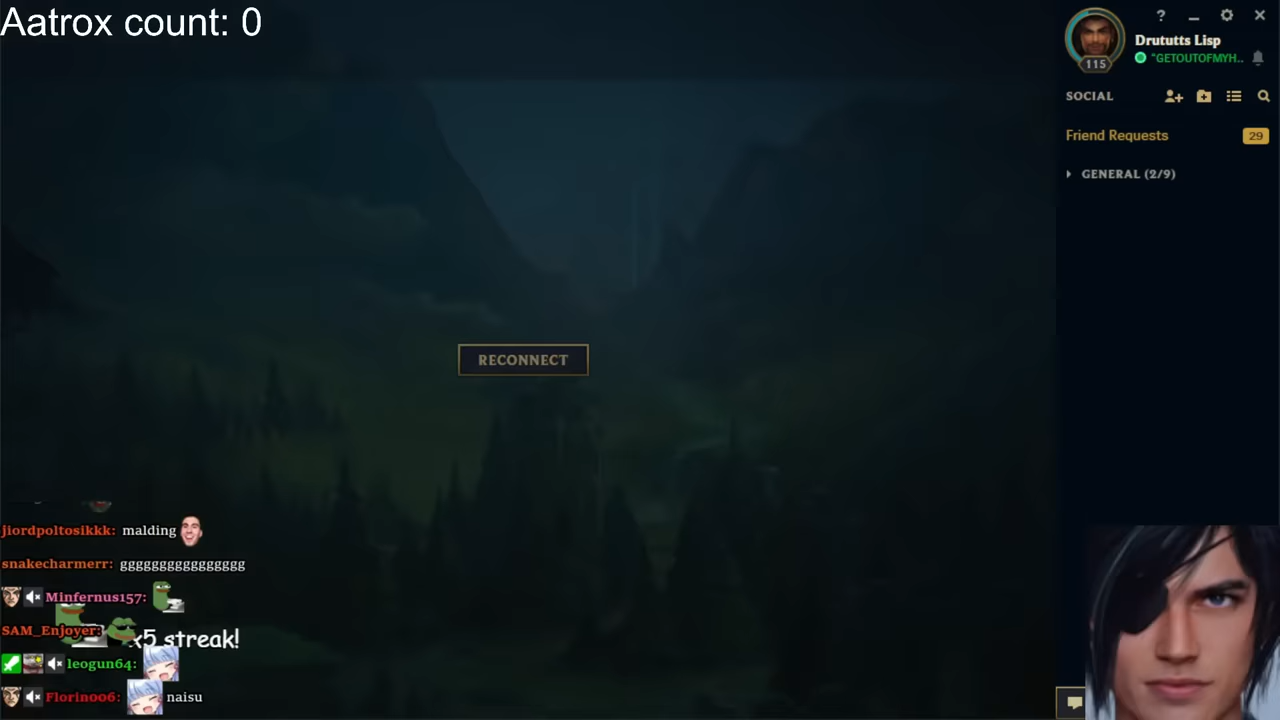 Aatrox count: 0
?
Drututts Lisp
115
"GETOUTOFMYH..
SOCIAL
Friend Requests
29
GENERAL (2/9)
RECONNECT
jiordpoltosikkk: malding
snakecharmerr: gggggggggggggggg
Minfernus157:
SAM_Enjoyer:
x5 streak!
leogun64:
Florin006: naisu